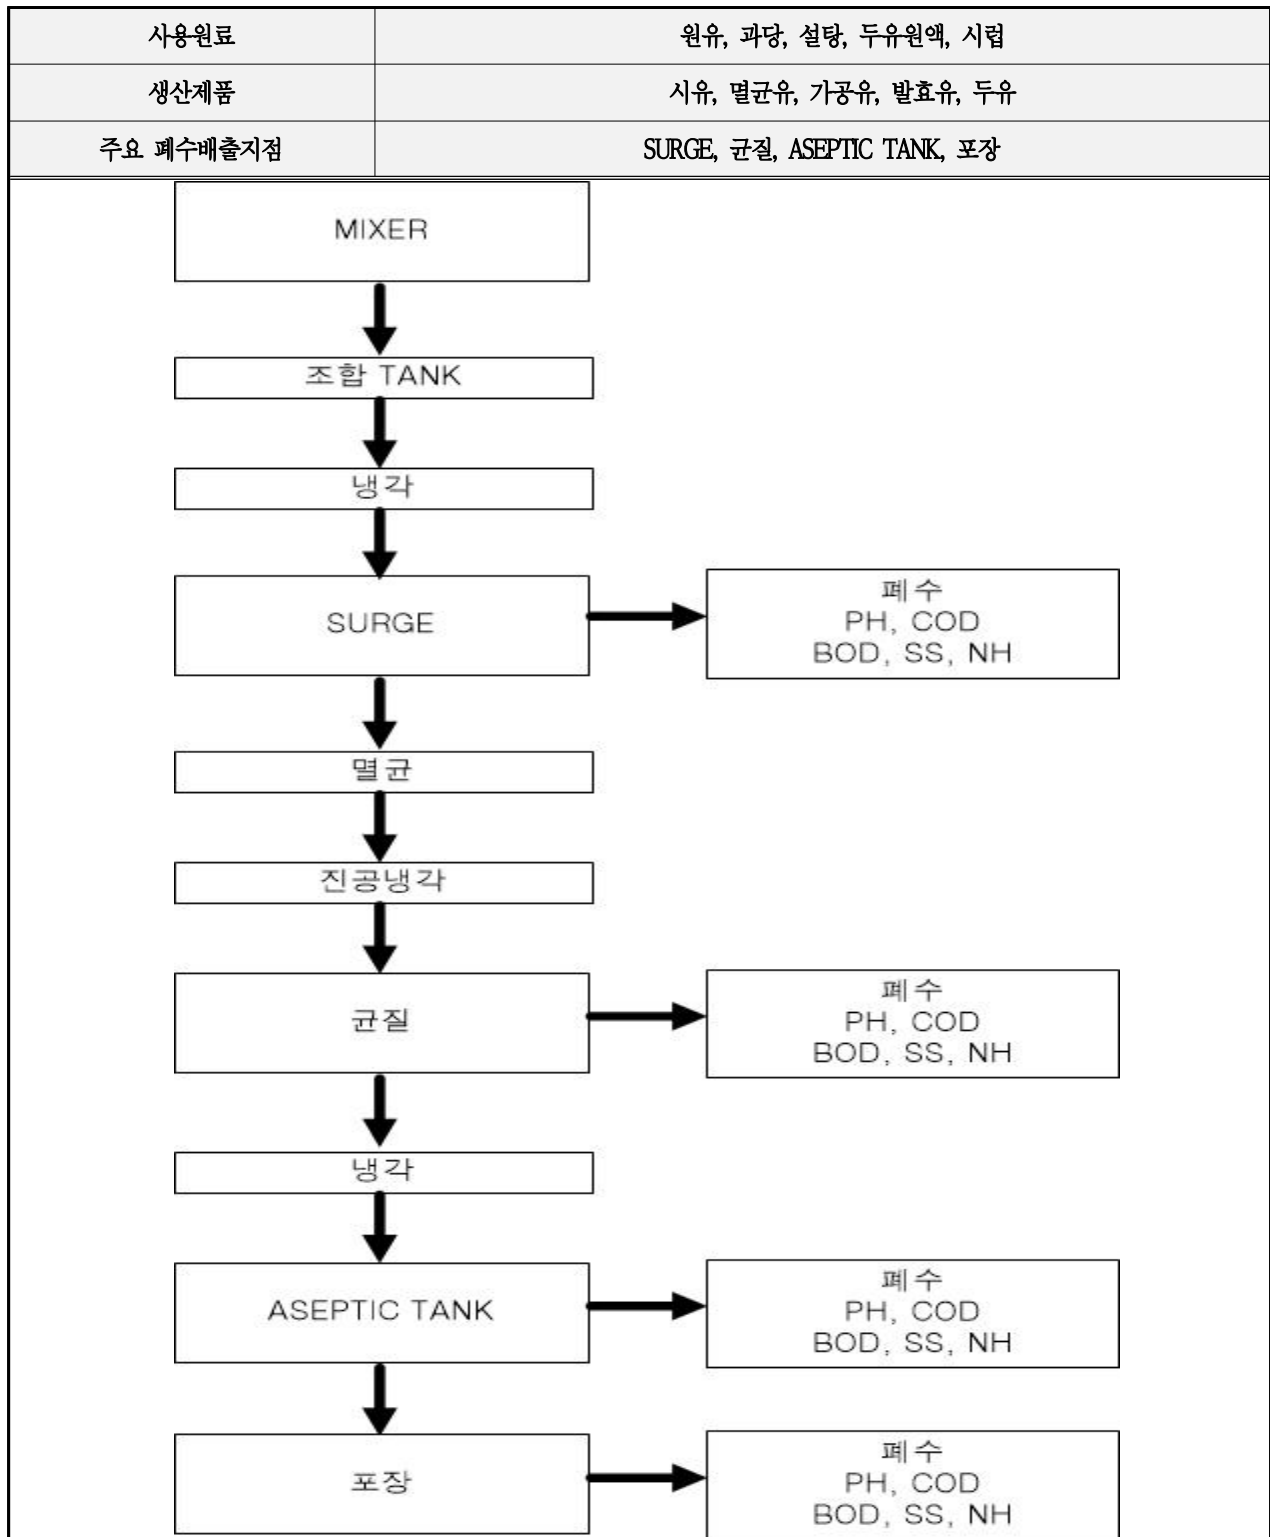 사용원료 원유, 과당, 설탕, 두유원액, 시럽
생산제품 시유, 멸균유, 가공유, 발효유, 두유
주요 폐수배출지점 SURGE, 균질, ASEPTIC TANK, 포장
MIXER
조합 TANK
냉각
SURGE
폐수
PH, COD
BOD, SS, NH
멸균
진공냉각
균질
폐수
PH, COD
BOD, SS, NH
냉각
ASEPTIC TANK
폐수
PH, COD
BOD, SS, NH
포장
폐수
PH, COD
BOD, SS, NH